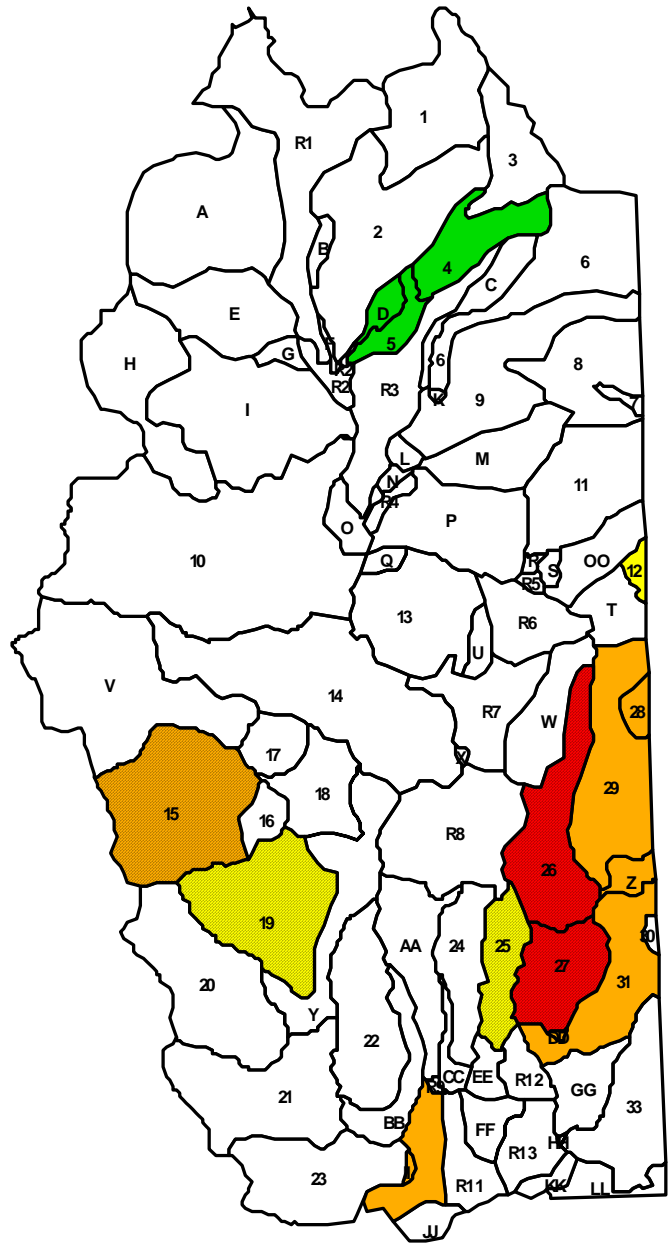 1
R1
3
A
2
B
6
4
C
E
D
5
G
R2
H
6
8
R3
K
9
I
L
M
N
R4
11
P
O
OO
10
Q
S
12
R5
T
13
R6
U
V
14
R7
W
28
17
X
29
18
15
16
R8
26
Z
19
25
AA
24
27
31
20
Y
22
CC
EE
R12
GG
21
33
BB
FF
R13
23
R11
KK
LL
JJ